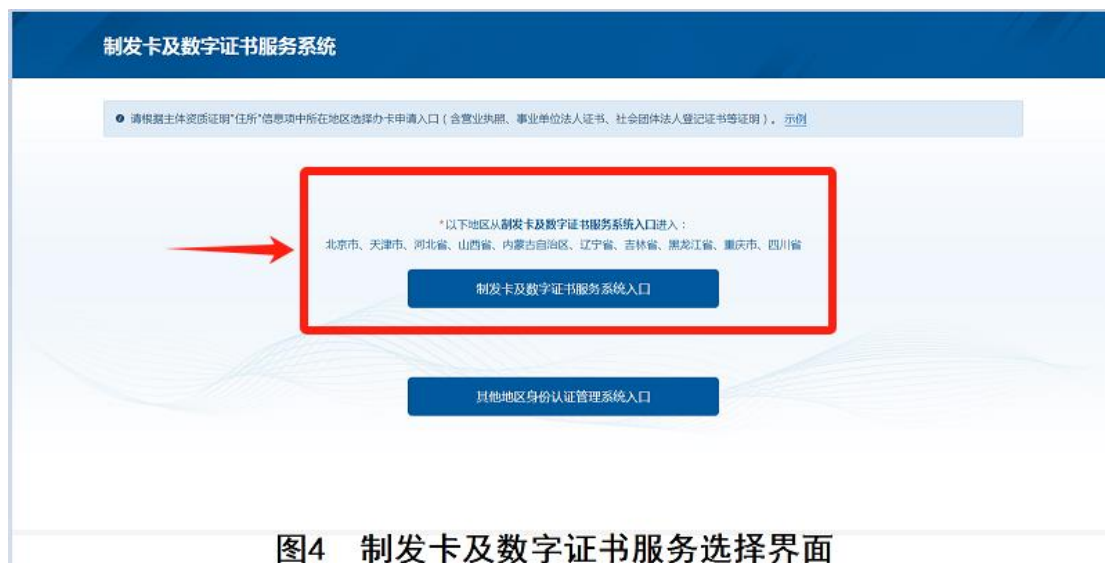 制发卡及数字证书服务系统
请根据主体资质证明"住所"信息项中所在地区选择办卡申请入口（含营业执照、事业单位法人证书、社会团体法人登记证书等证明）。 示例
*以下地区从制发卡及数字证书服务系统入口进入：
北京市、天津市、河北省、山西省、内蒙古自治区、辽宁省、吉林省、黑龙江省、重庆市、四川省
制发卡及数字证书服务系统入口
其他地区身份认证管理系统入口
图4 制发卡及数字证书服务选择界面